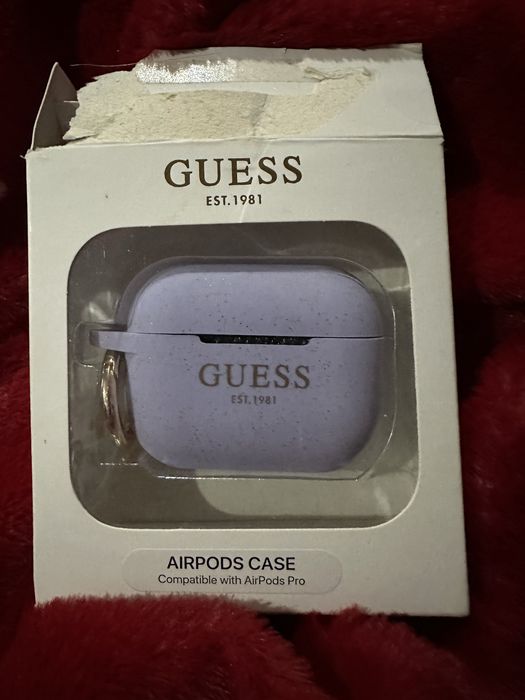 GUESS
EST.1981
GUESS
EST.1981
AIRPODS CASE
Compatible with AirPods Pro